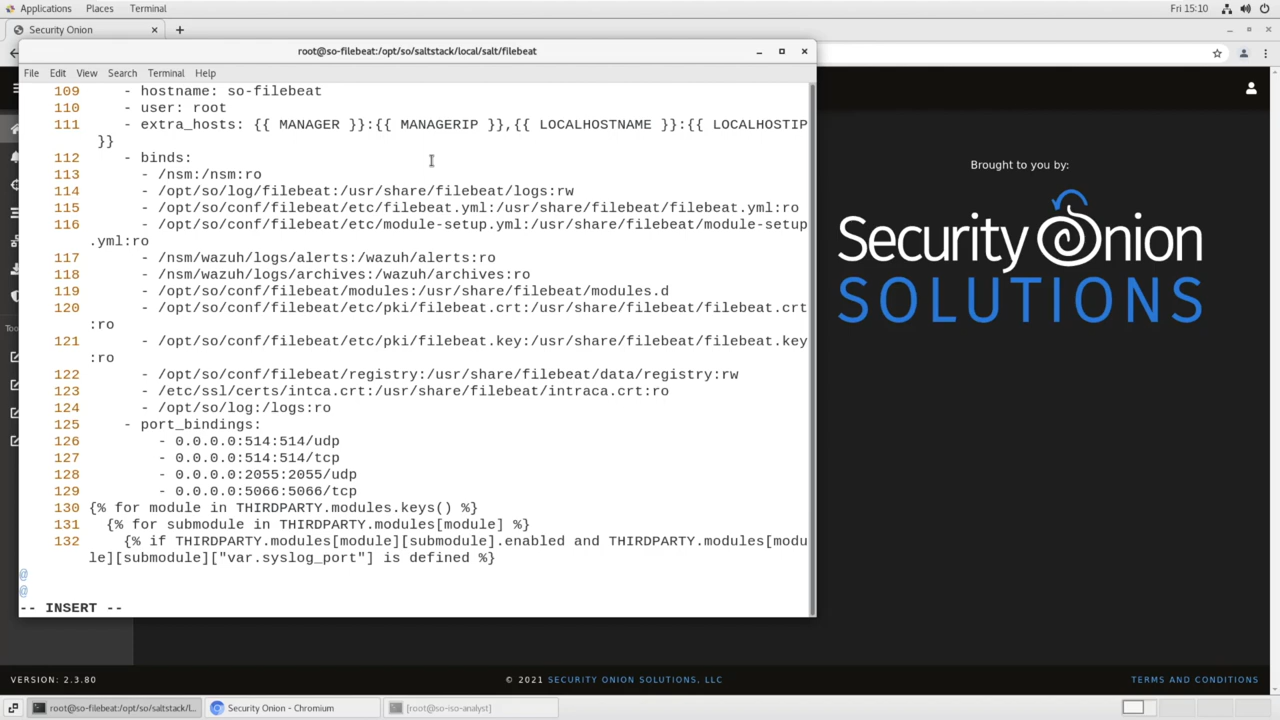 Applications Places Terminal Fri 15:10
Security Onion
root@so-filebeat:/opt/so/saltstack/local/salt/filebeat
File Edit View Search Terminal Help
109 - hostname: so-filebeat
110 - user: root
111 - extra_hosts: {{ MANAGER }}:{{ MANAGERIP }},{{ LOCALHOSTNAME }}:{{ LOCALHOSTIP
}}
112 - binds:
113 - /nsm:/nsm:ro
114 - /opt/so/log/filebeat:/usr/share/filebeat/logs:rw
115 - /opt/so/conf/filebeat/etc/filebeat.yml:/usr/share/filebeat/filebeat.yml:ro
116 - /opt/so/conf/filebeat/etc/module-setup.yml:/usr/share/filebeat/module-setup
.yml:ro
117 - /nsm/wazuh/logs/alerts:/wazuh/alerts:ro
118 - /nsm/wazuh/logs/archives:/wazuh/archives:ro
119 - /opt/so/conf/filebeat/modules:/usr/share/filebeat/modules.d
120 - /opt/so/conf/filebeat/etc/pki/filebeat.crt:/usr/share/filebeat/filebeat.crt
:ro
121 - /opt/so/conf/filebeat/etc/pki/filebeat.key:/usr/share/filebeat/filebeat.key
:ro
122 - /opt/so/conf/filebeat/registry:/usr/share/filebeat/data/registry:rw
123 - /etc/ssl/certs/intca.crt:/usr/share/filebeat/intraca.crt:ro
124 - /opt/so/log:/logs:ro
125 - port_bindings:
126 - 0.0.0.0:514:514/udp
127 - 0.0.0.0:514:514/tcp
128 - 0.0.0.0:2055:2055/udp
129 - 0.0.0.0:5066:5066/tcp
130 {% for module in THIRDPARTY.modules.keys() %}
131 {% for submodule in THIRDPARTY.modules[module] %}
132 {% if THIRDPARTY.modules[module][submodule].enabled and THIRDPARTY.modules[modu
le][submodule]["var.syslog_port"] is defined %}
@
@
-- INSERT --
Brought to you by:
Security Onion
SOLUTIONS
Too
VERSION: 2.3.80 © 2021 SECURITY ONION SOLUTIONS, LLC TERMS AND CONDITIONS
root@so-filebeat:/opt/so/saltstack/l... Security Onion - Chromium [root@so-iso-analyst]